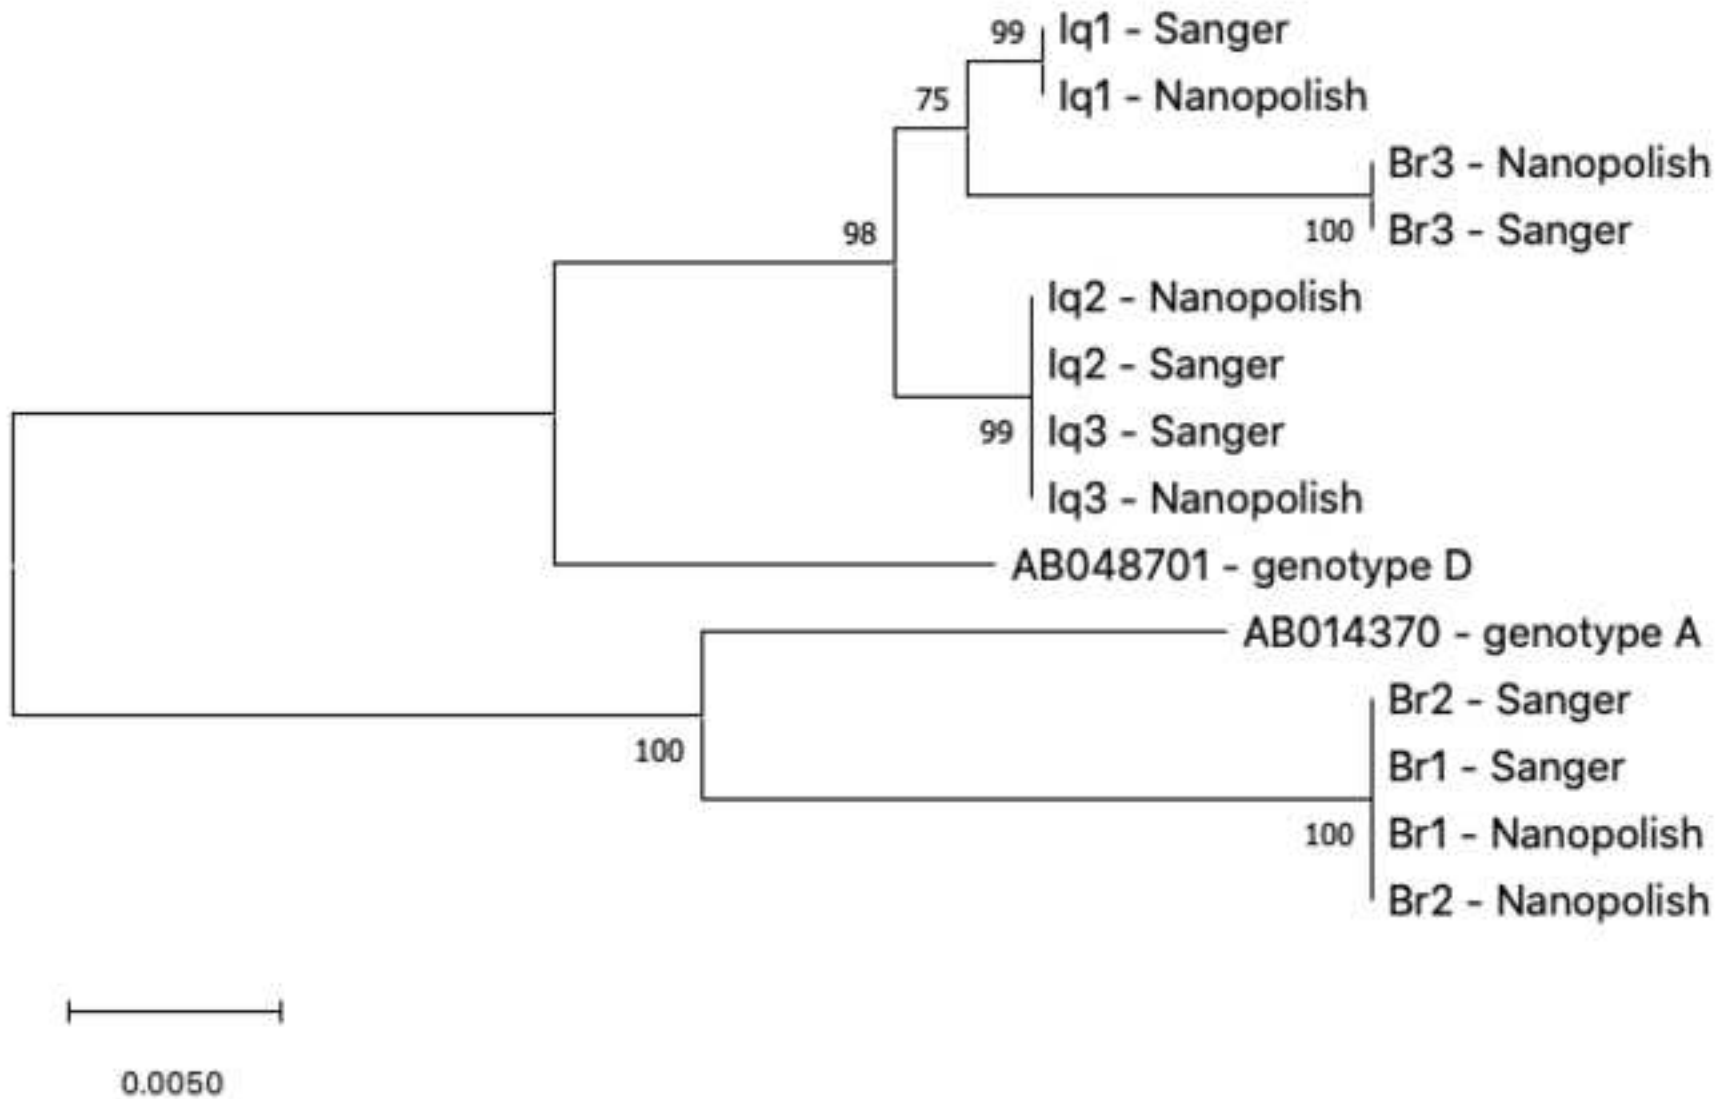 99 Iq1 - Sanger
Iq1 - Nanopolish
75
Br3 - Nanopolish
100 Br3 - Sanger
98
Iq2 - Nanopolish
Iq2 - Sanger
99 Iq3 - Sanger
Iq3 - Nanopolish
AB048701 - genotype D
AB014370 - genotype A
Br2 - Sanger
100
Br1 - Sanger
100 Br1 - Nanopolish
Br2 - Nanopolish
0.0050